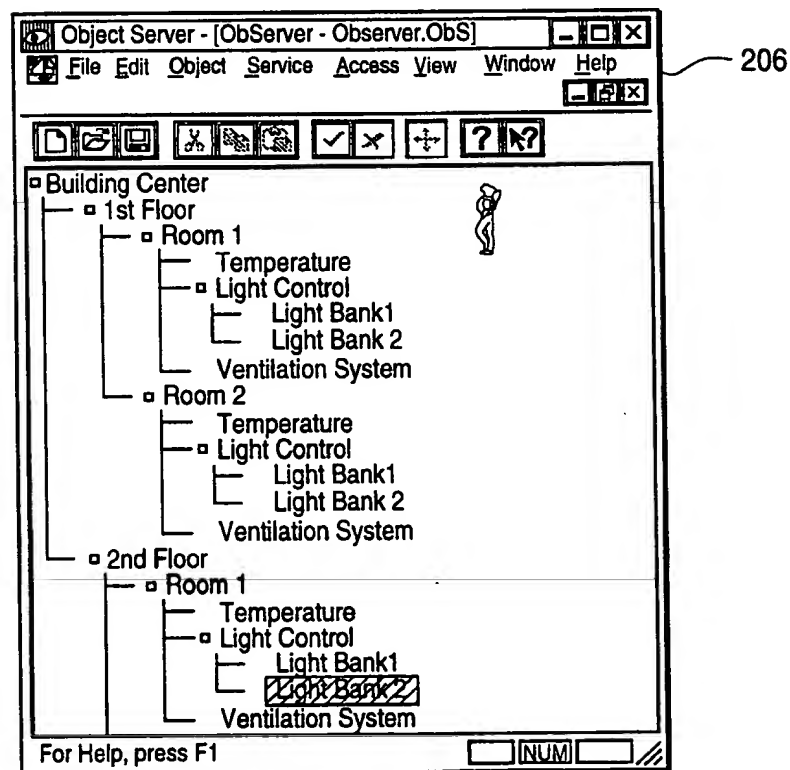 Object Server - [ObServer - Observer.ObS]
File Edit Object Service Access View Window Help
206
? ?
Building Center
1st Floor
Room 1
Temperature
Light Control
Light Bank1
Light Bank 2
Ventilation System
Room 2
Temperature
Light Control
Light Bank1
Light Bank 2
Ventilation System
2nd Floor
Room 1
Temperature
Light Control
Light Bank1
Light Bank 2
Ventilation System
For Help, press F1 NUM